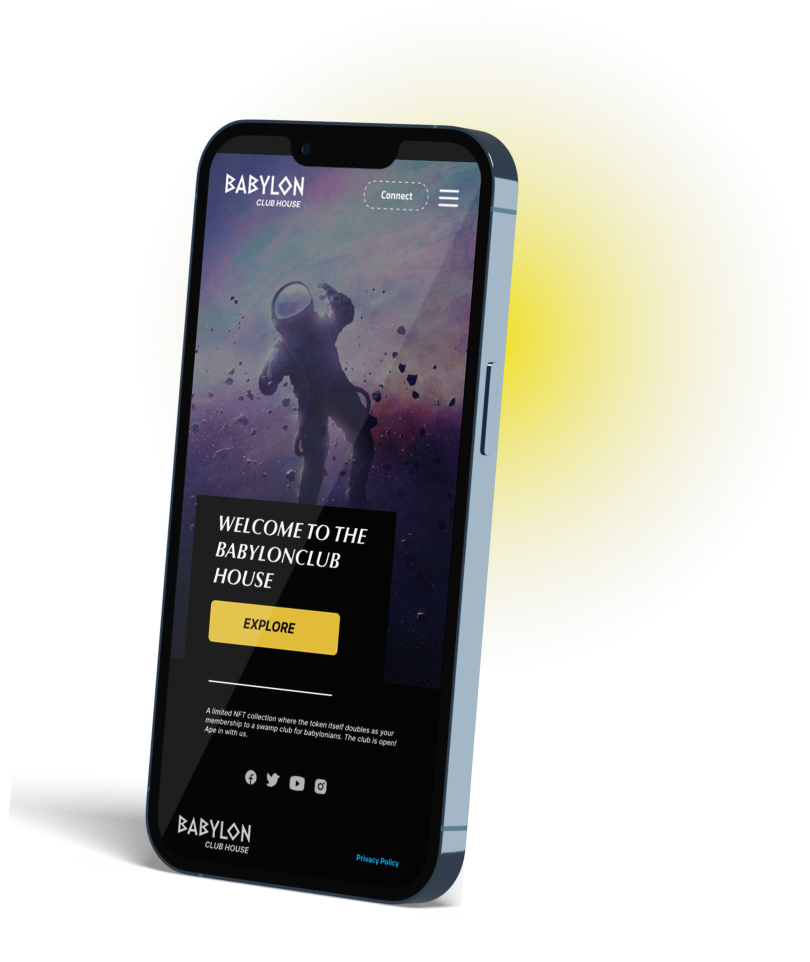 BABYLON
CLUB HOUSE
Connect
WELCOME TO THE
BABYLONCLUB
HOUSE
EXPLORE
A limited NFT collection where the token itself doubles as your
membership to a swamp club for babylonians. The club is open!
Ape in with us.
BABYLON
CLUB HOUSE
Privacy Policy